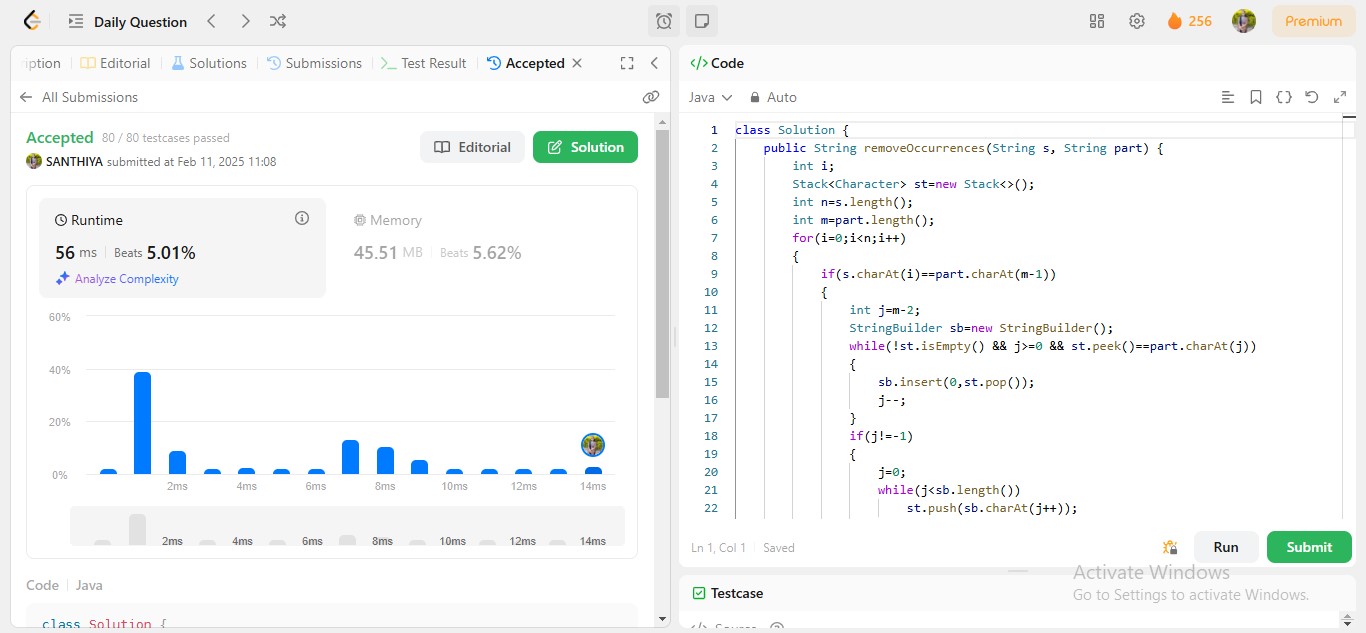 Daily Question
256
Premium
iption
Editorial
Solutions
Submissions
Test Result
Accepted
All Submissions
Accepted 80 / 80 testcases passed
SANTHIYA submitted at Feb 11, 2025 11:08
Editorial
Solution
Runtime
56 ms Beats 5.01%
Analyze Complexity
Memory
45.51 MB Beats 5.62%
60%
40%
20%
0%
2ms 4ms 6ms 8ms 10ms 12ms 14ms
2ms 4ms 6ms 8ms 10ms 12ms 14ms
Code Java
class Solution {
</> Code
Java Auto
1 class Solution {
2 public String removeOccurrences(String s, String part) {
3 int i;
4 Stack<Character> st=new Stack<>();
5 int n=s.length();
6 int m=part.length();
7 for(i=0;i<n;i++)
8 {
9 if(s.charAt(i)==part.charAt(m-1))
10 {
11 int j=m-2;
12 StringBuilder sb=new StringBuilder();
13 while(!st.isEmpty() && j>=0 && st.peek()==part.charAt(j))
14 {
15 sb.insert(0,st.pop());
16 j--;
17 }
18 if(j!=-1)
19 {
20 j=0;
21 while(j<sb.length())
22 st.push(sb.charAt(j++));
Ln 1, Col 1 Saved
Run
Submit
Activate Windows
Go to Settings to activate Windows.
Testcase
</> Source